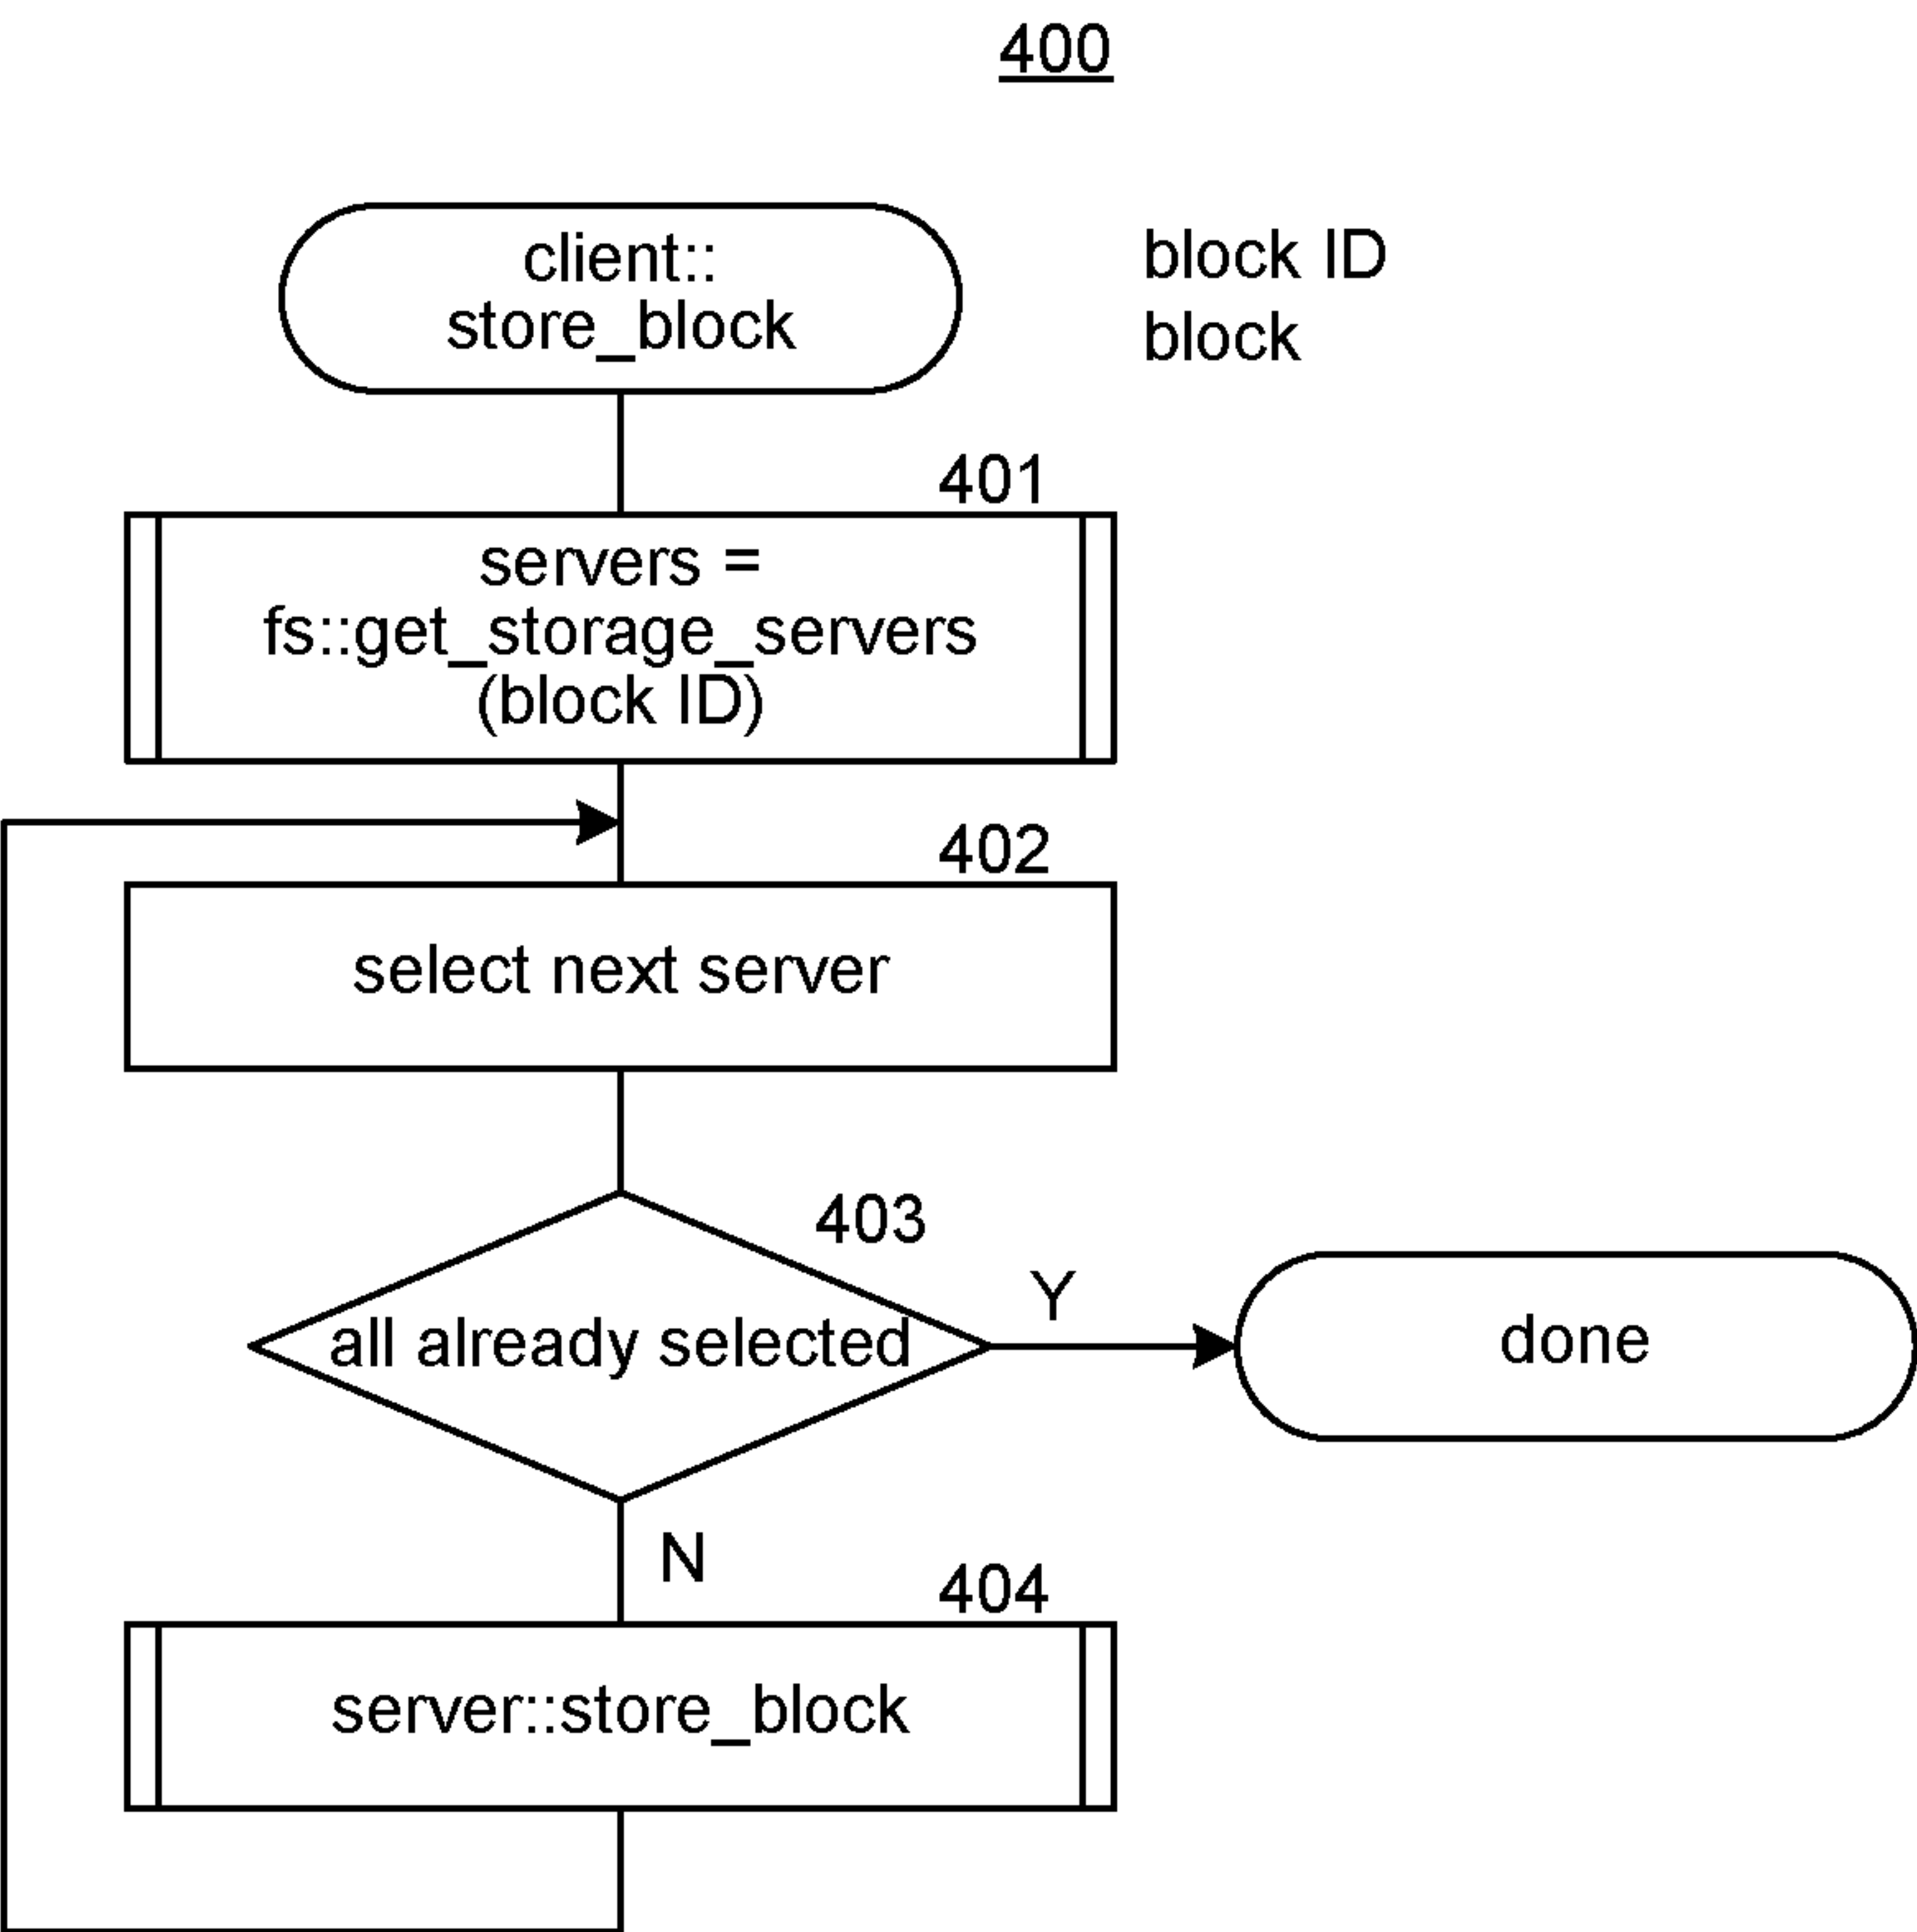 400
client::
store_block
block ID
block
401
servers =
fs::get_storage_servers
(block ID)
402
select next server
403
all already selected
Y
done
N
404
server::store_block